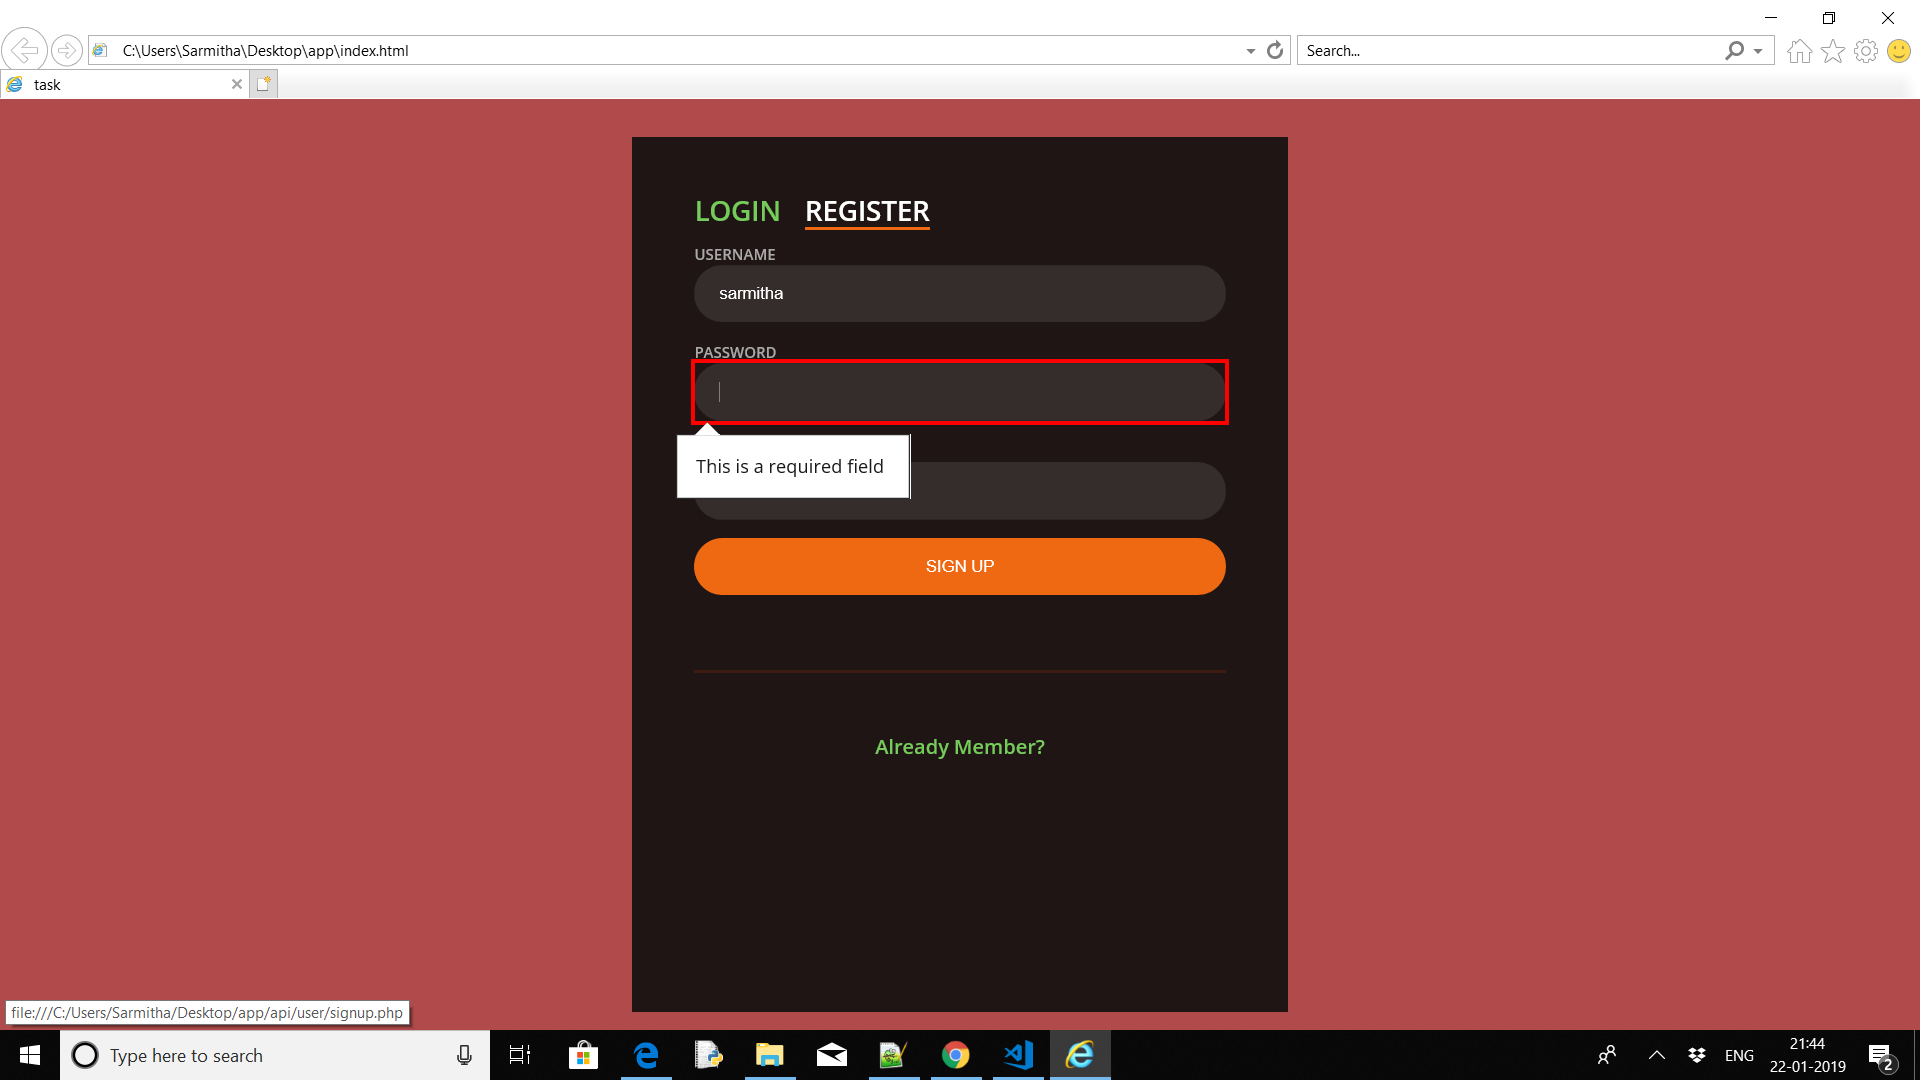 C:\Users\Sarmitha\Desktop\app\index.html
Search...
task
LOGIN REGISTER
USERNAME
sarmitha
PASSWORD
This is a required field
SIGN UP
Already Member?
file:///C:/Users/Sarmitha/Desktop/app/api/user/signup.php
Type here to search
ENG
21:44
22-01-2019
2